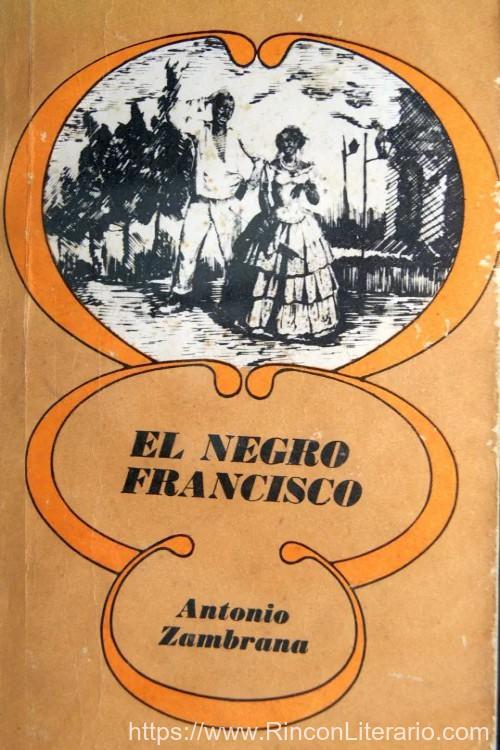 EL NEGRO
FRANCISCO
Antonio
Zambrana
https://www.RinconLiterario.com